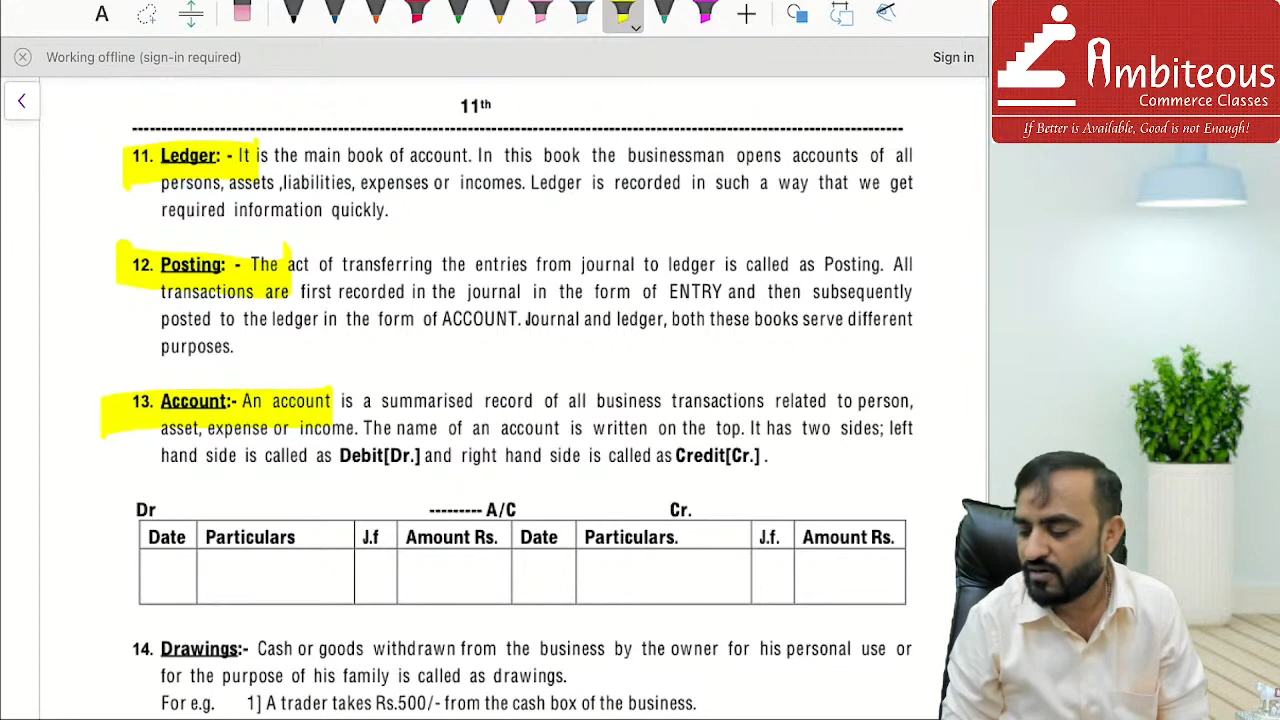 A
Working offline (sign-in required)
Sign in
Ambiteous
Commerce Classes
If Better is Available, Good is not Enough!
11th
11. Ledger: - It is the main book of account. In this book the businessman opens accounts of all
persons, assets ,liabilities, expenses or incomes. Ledger is recorded in such a way that we get
required information quickly.
12. Posting: - The act of transferring the entries from journal to ledger is called as Posting. All
transactions are first recorded in the journal in the form of ENTRY and then subsequently
posted to the ledger in the form of ACCOUNT. Journal and ledger, both these books serve different
purposes.
13. Account:- An account is a summarised record of all business transactions related to person,
asset, expense or income. The name of an account is written on the top. It has two sides; left
hand side is called as Debit[Dr.] and right hand side is called as Credit[Cr.] .
Dr --------- A/C Cr.
Date Particulars J.f Amount Rs. Date Particulars. J.f. Amount Rs.
14. Drawings:- Cash or goods withdrawn from the business by the owner for his personal use or
for the purpose of his family is called as drawings.
For e.g. 1] A trader takes Rs.500/- from the cash box of the business.